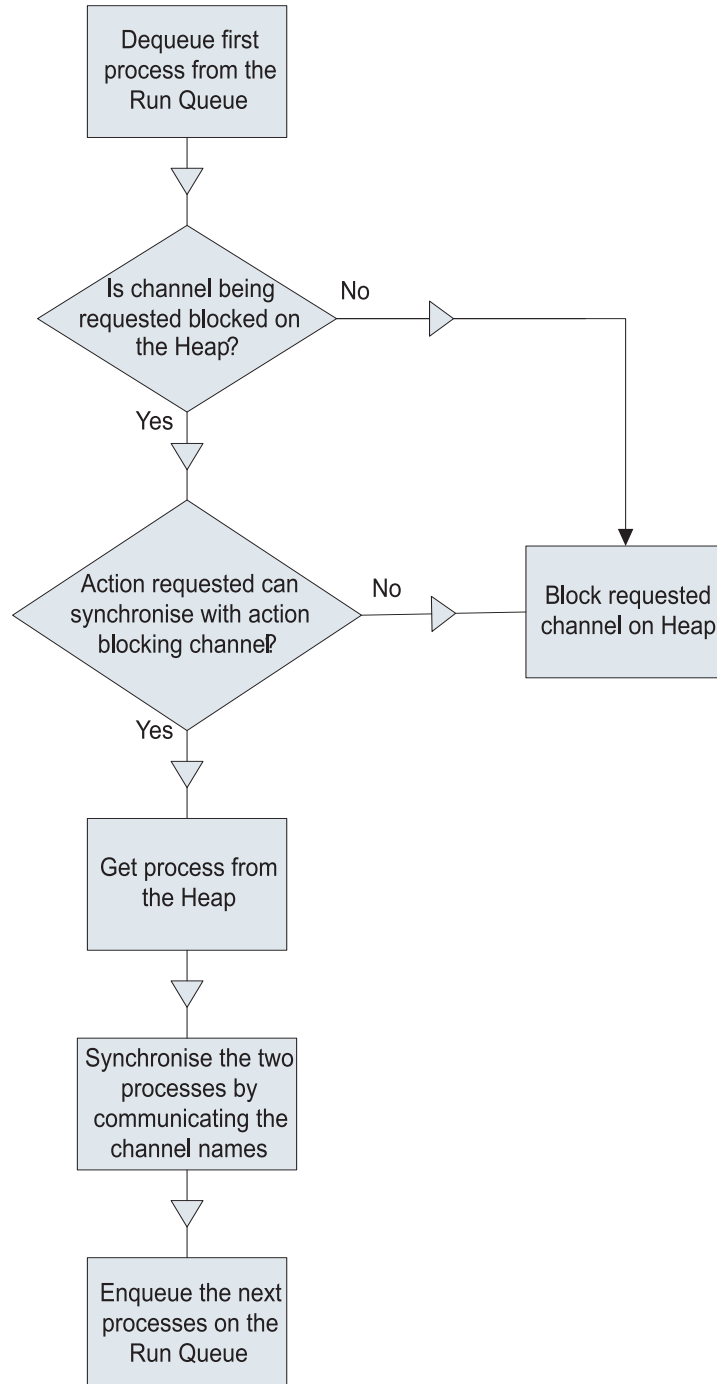 Dequeue first
process from the
Run Queue
Is channel being
requested blocked on
the Heap?
No
Yes
Action requested can
synchronise with action
blocking channel?
No
Block requested
channel on Heap
Yes
Get process from
the Heap
Synchronise the two
processes by
communicating the
channel names
Enqueue the next
processes on the
Run Queue